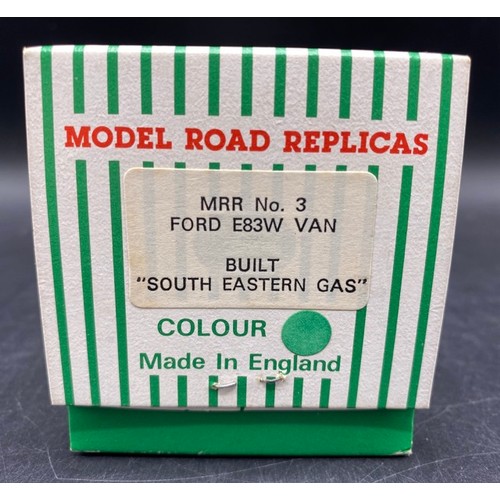 MODEL ROAD REPLICAS
MRR No. 3
FORD E83W VAN
BUILT
"SOUTH EASTERN GAS"
COLOUR
Made In England